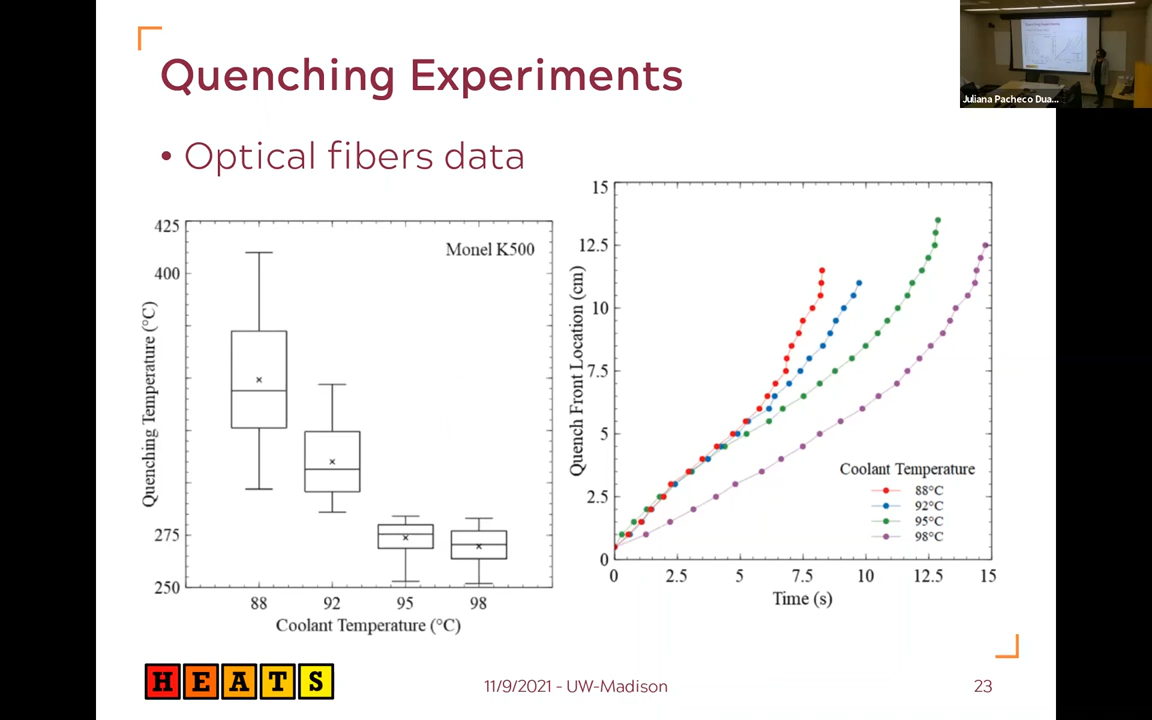 Quenching Experiments
• Optical fibers data
Juliana Pacheco Dua...
425
400
275
250
Quenching Temperature (°C)
Monel K500
88 92 95 98
Coolant Temperature (°C)
15
12.5
10
7.5
5
2.5
0
Quench Front Location (cm)
Coolant Temperature
88°C
92°C
95°C
98°C
0 2.5 5 7.5 10 12.5 15
Time (s)
HEATS
11/9/2021 - UW-Madison
23